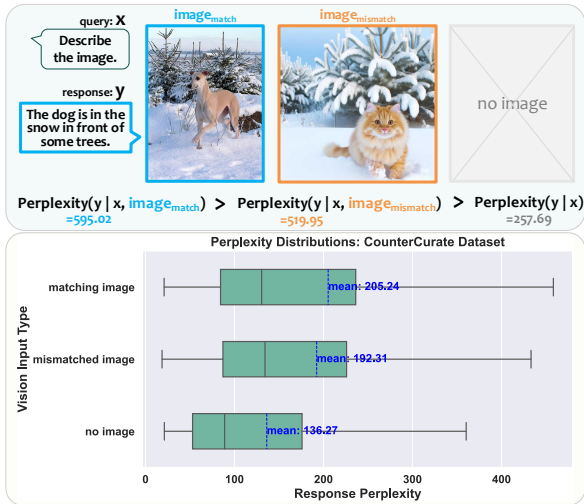 query: x
Describe
the image.
response: y
The dog is in the
snow in front of
some trees.
image_match
image_mismatch
no image
Perplexity(y | x, image_match) > Perplexity(y | x, image_mismatch) > Perplexity(y | x)
=595.02 =519.95 =257.69
Perplexity Distributions: CounterCurate Dataset
Vision Input Type
matching image
mean: 205.24
mismatched image
mean: 192.31
no image
mean: 136.27
0 100 200 300 400
Response Perplexity